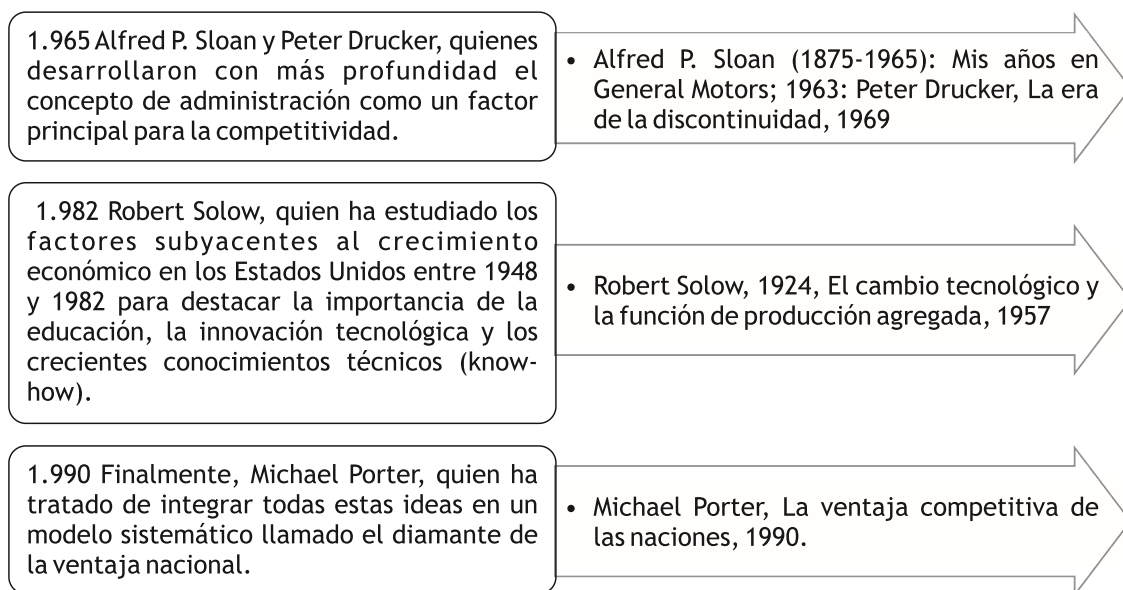 1.965 Alfred P. Sloan y Peter Drucker, quienes
desarrollaron con más profundidad el
concepto de administración como un factor
principal para la competitividad.
• Alfred P. Sloan (1875-1965): Mis años en
General Motors; 1963: Peter Drucker, La era
de la discontinuidad, 1969
1.982 Robert Solow, quien ha estudiado los
factores subyacentes al crecimiento
económico en los Estados Unidos entre 1948
y 1982 para destacar la importancia de la
educación, la innovación tecnológica y los
crecientes conocimientos técnicos (know-
how).
• Robert Solow, 1924, El cambio tecnológico y
la función de producción agregada, 1957
1.990 Finalmente, Michael Porter, quien ha
tratado de integrar todas estas ideas en un
modelo sistemático llamado el diamante de
la ventaja nacional.
• Michael Porter, La ventaja competitiva de
las naciones, 1990.